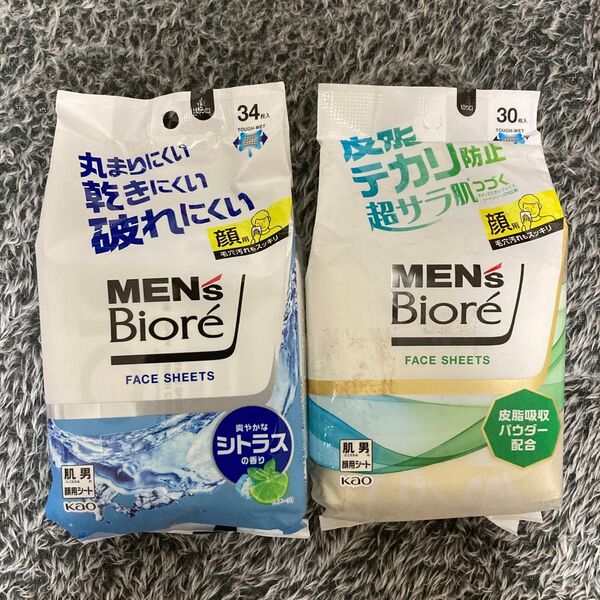 34枚入
TOUGH-WET
丸まりにくい
乾きにくい
破れにくい
顔用
毛穴汚れもスッキリ
MEN's
Bioré
FACE SHEETS
爽やかな
シトラス
の香り
肌 男
顔用シート
Kao
30枚入
TOUGH-WET
皮脂
テカリ防止
超サラ肌つづく
顔用
毛穴汚れもスッキリ
MEN's
Bioré
FACE SHEETS
皮脂吸収
パウダー
配合
肌 男
顔用シート
Kao